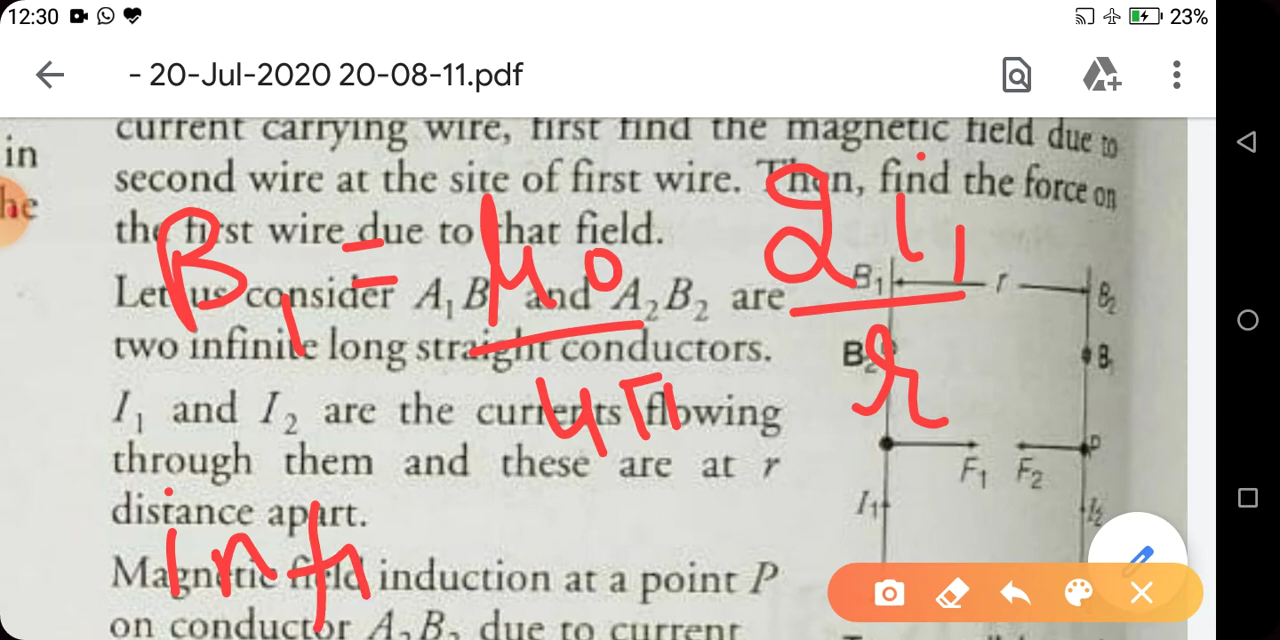 12:30
23%
- 20-Jul-2020 20-08-11.pdf
current carrying wire, first find the magnetic field due to
in
second wire at the site of first wire. Then, find the force on
he
the first wire due to that field.
B₁ = μ0 / 4π 2i₁ / r
Let us consider A₁B₁ and A₂B₂ are
two infinite long straight conductors.
I₁ and I₂ are the currents flowing
through them and these are at r
distance apart.
infi
Magnetic field induction at a point P
on conductor A₂B₂ due to current
B₁ r B₂
B₂ B₁
P
F₁ F₂
I₁ I₂